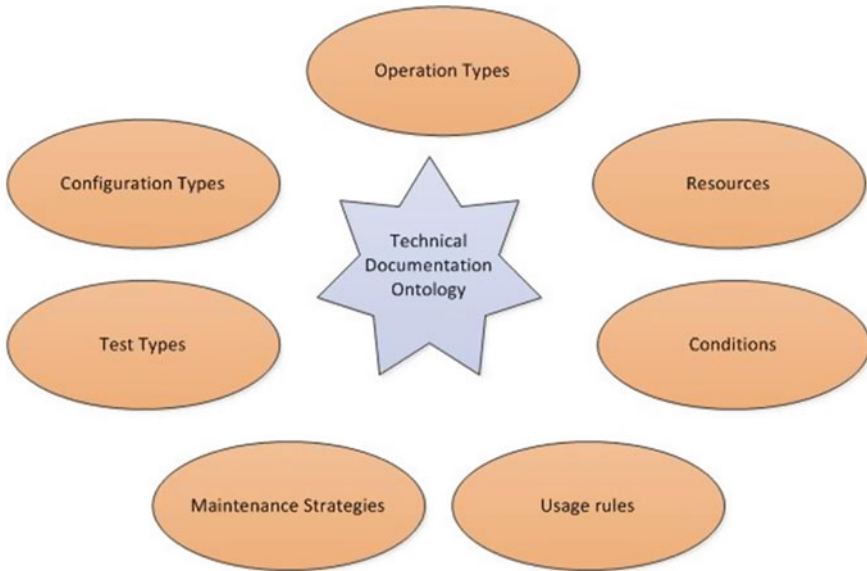 Operation Types
Configuration Types
Resources
Technical
Documentation
Ontology
Test Types
Conditions
Maintenance Strategies
Usage rules